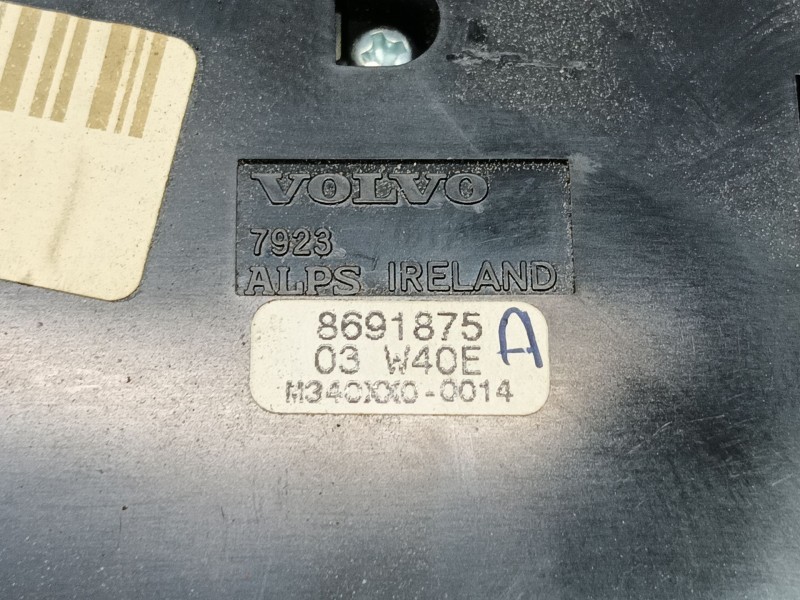 VOLVO
7923
ALPS IRELAND
8691875
03 W40E
A
M340XX0-0014